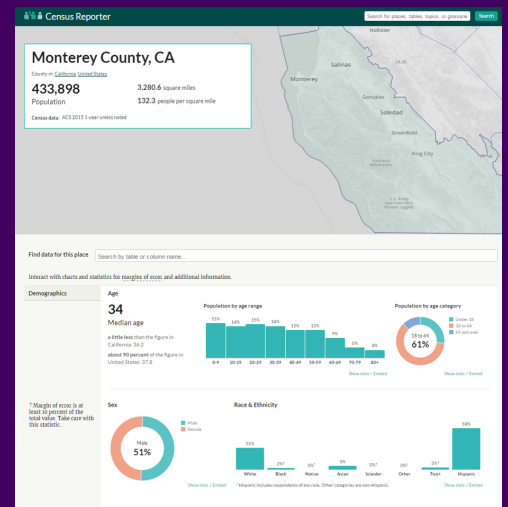 Census Reporter
Search for places, tables, topics, or glossarie
Search
Monterey County, CA
County in: California, United States
433,898
Population
3,280.6 square miles
132.3 people per square mile
Census data: ACS 2015 1-year unless noted
Hollister
Salinas
Monterey
Gonzales
Soledad
Greenfield
King City
Find data for this place
Search by table or column name...
Interact with charts and statistics for margins of error and additional information.
Demographics
Age
34
Median age
a little less than the figure in
California: 36.2
about 90 percent of the figure in
United States: 37.8
Population by age range
15%
14%
15%
14%
12%
12%
9%
5%
4%
0-9
10-19
20-29
30-39
40-49
50-59
60-69
70-79
80+
Show data / Embed
Population by age category
18 to 64
61%
Under 18
18 to 64
65 and over
Show data / Embed
† Margin of error is at
least 10 percent of the
total value. Take care with
this statistic.
Sex
Male
51%
Male
Female
Show data / Embed
Race & Ethnicity
2%†
0%†
0%†
0%†
58%
White
Black
Native
Asian
Islander
Other
Two+
Hispanic
* Hispanic includes respondents of any race. Other categories are non-Hispanic.
Show data / Embed